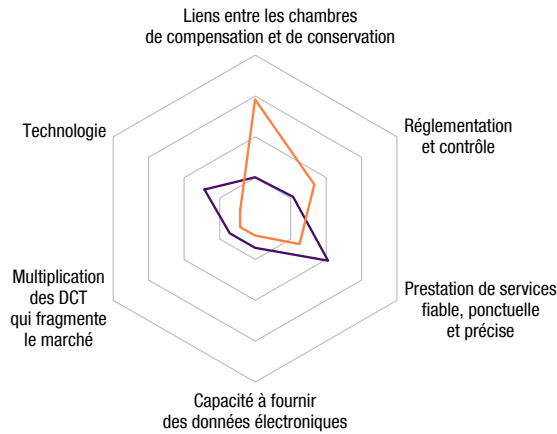 Liens entre les chambres
de compensation et de conservation
Technologie
Réglementation
et contrôle
Multiplication
des DCT
qui fragmente
le marché
Prestation de services
fiable, ponctuelle
et précise
Capacité à fournir
des données électroniques